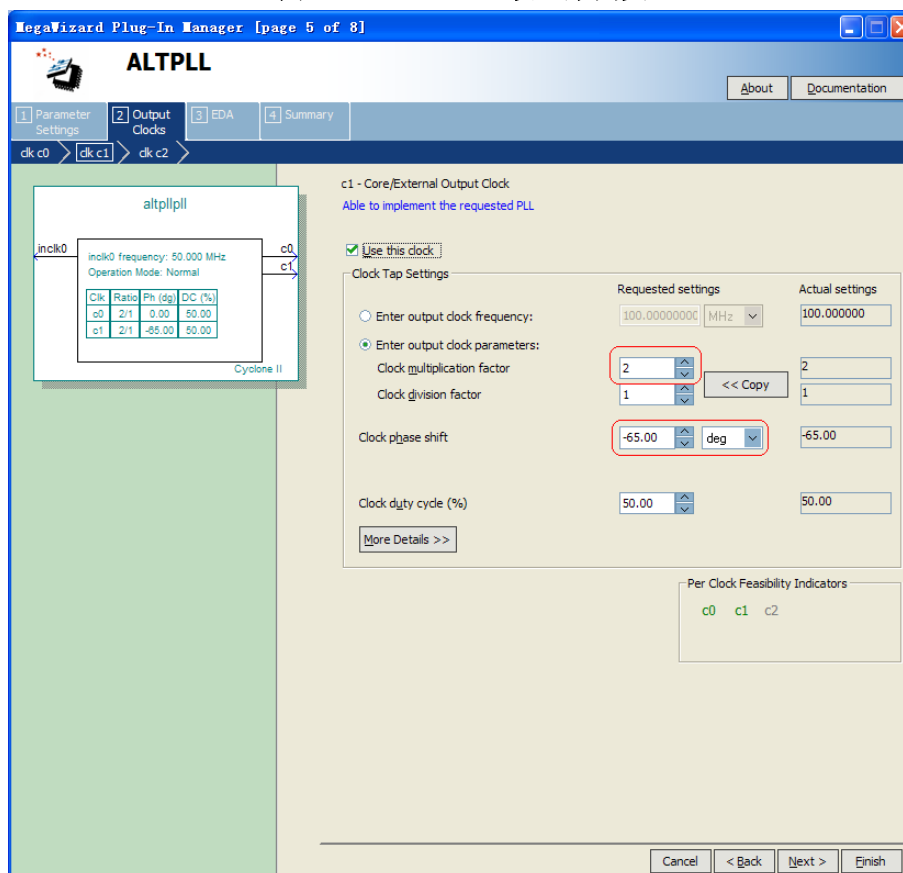 MegaWizard Plug-In Manager [page 5 of 8]
ALTPLL
About
Documentation
1 Parameter Settings
2 Output Clocks
3 EDA
4 Summary
clk c0
clk c1
clk c2
altpllpll
inclk0
c0
c1
inclk0 frequency: 50.000 MHz
Operation Mode: Normal
Clk Ratio Ph (dg) DC (%)
c0 2/1 0.00 50.00
c1 2/1 -65.00 50.00
Cyclone II
c1 - Core/External Output Clock
Able to implement the requested PLL
Use this clock
Clock Tap Settings
Requested settings Actual settings
Enter output clock frequency: 100.0000000 MHz 100.000000
Enter output clock parameters:
Clock multiplication factor 2 2
<< Copy
Clock division factor 1 1
Clock phase shift -65.00 deg -65.00
Clock duty cycle (%) 50.00 50.00
More Details >>
Per Clock Feasibility Indicators
c0 c1 c2
Cancel < Back Next > Finish